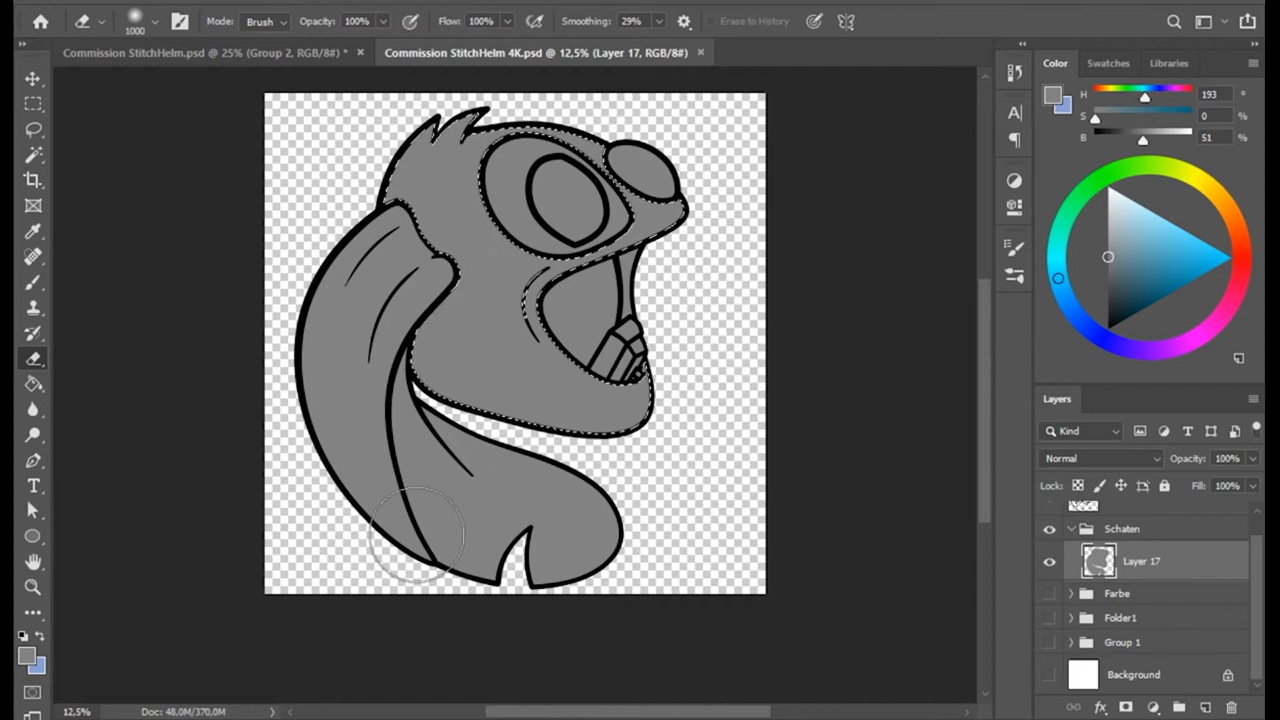 1000
Mode: Brush Opacity: 100% Flow: 100% Smoothing: 29% Erase to History
Commission StitchHelm.psd @ 25% (Group 2, RGB/8#) * Commission StitchHelm 4K.psd @ 12,5% (Layer 17, RGB/8#)
Color Swatches Libraries
H 193 °
S 0 %
B 51 %
Layers
Kind
Normal Opacity: 100%
Lock: Fill: 100%
Schaten
Layer 17
Farbe
Folder1
Group 1
Background
12,5% Doc: 48,0M/370,0M